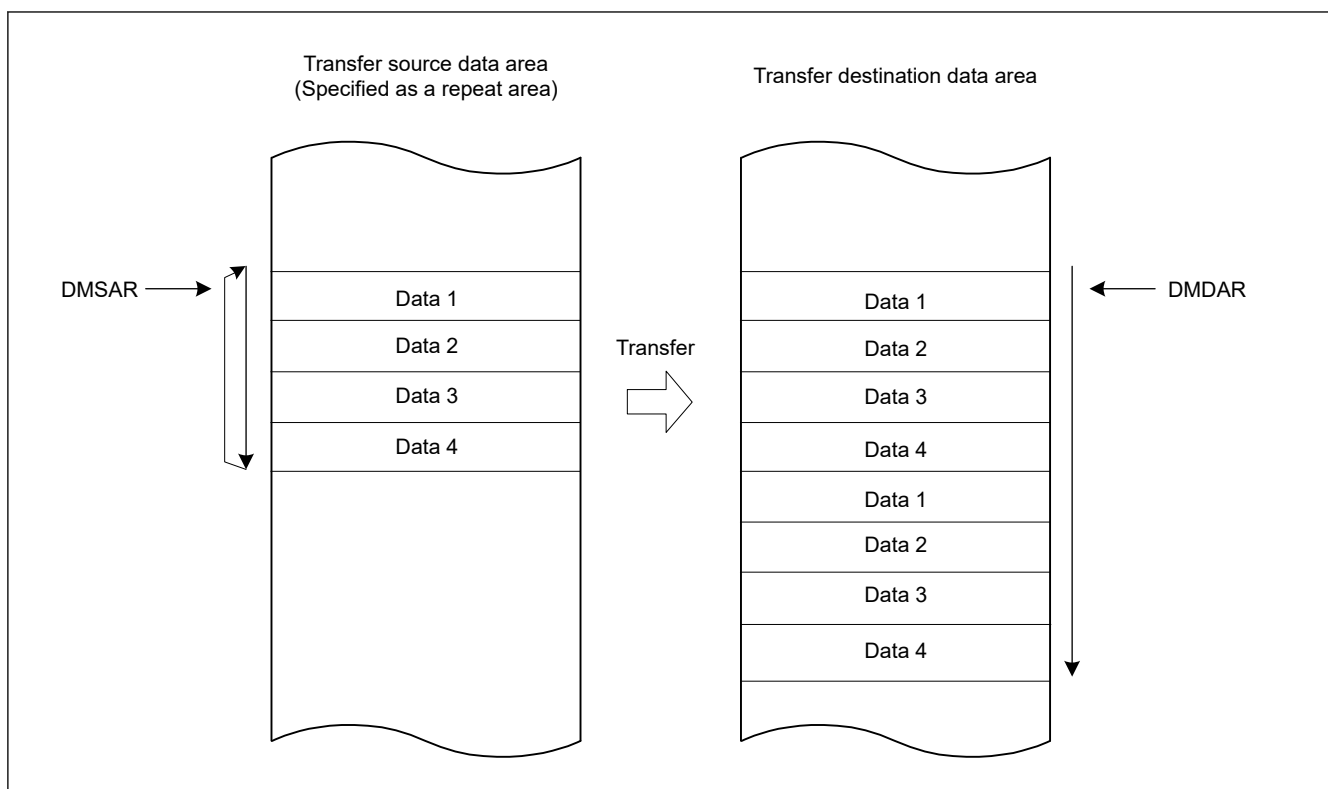 Transfer source data area
(Specified as a repeat area)
Transfer destination data area
DMSAR
Data 1
Data 2
Data 3
Data 4
Transfer
Data 1
Data 2
Data 3
Data 4
Data 1
Data 2
Data 3
Data 4
DMDAR